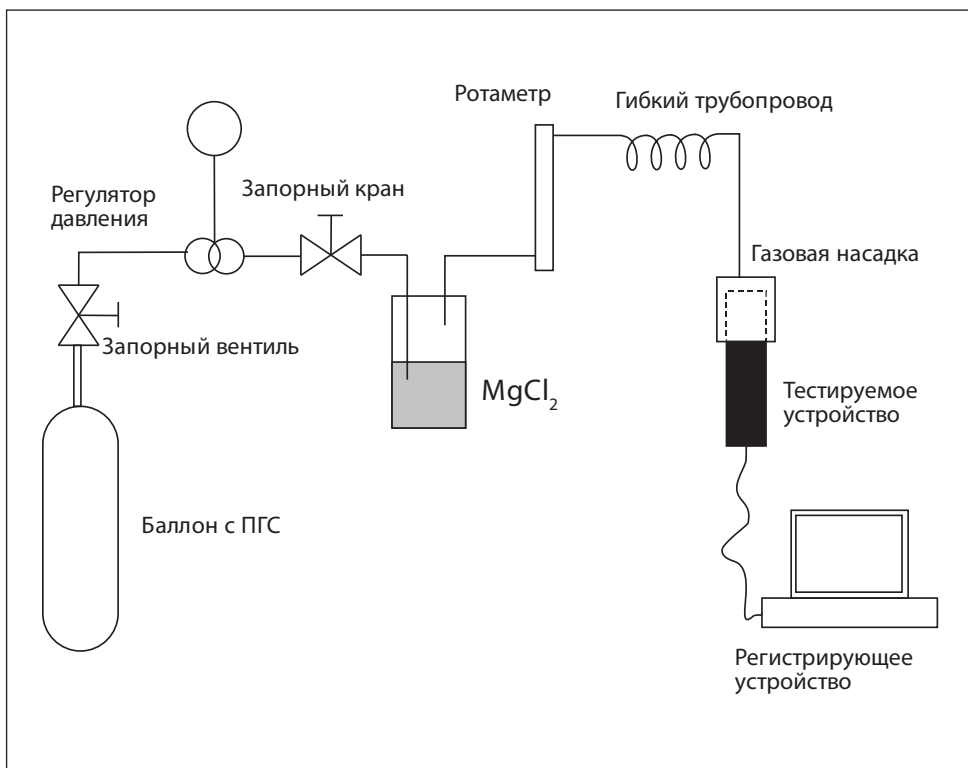 Ротаметр
Гибкий трубопровод
Регулятор
давления
Запорный кран
Газовая насадка
Запорный вентиль
MgCl₂
Тестируемое
устройство
Баллон с ПГС
Регистрирующее
устройство